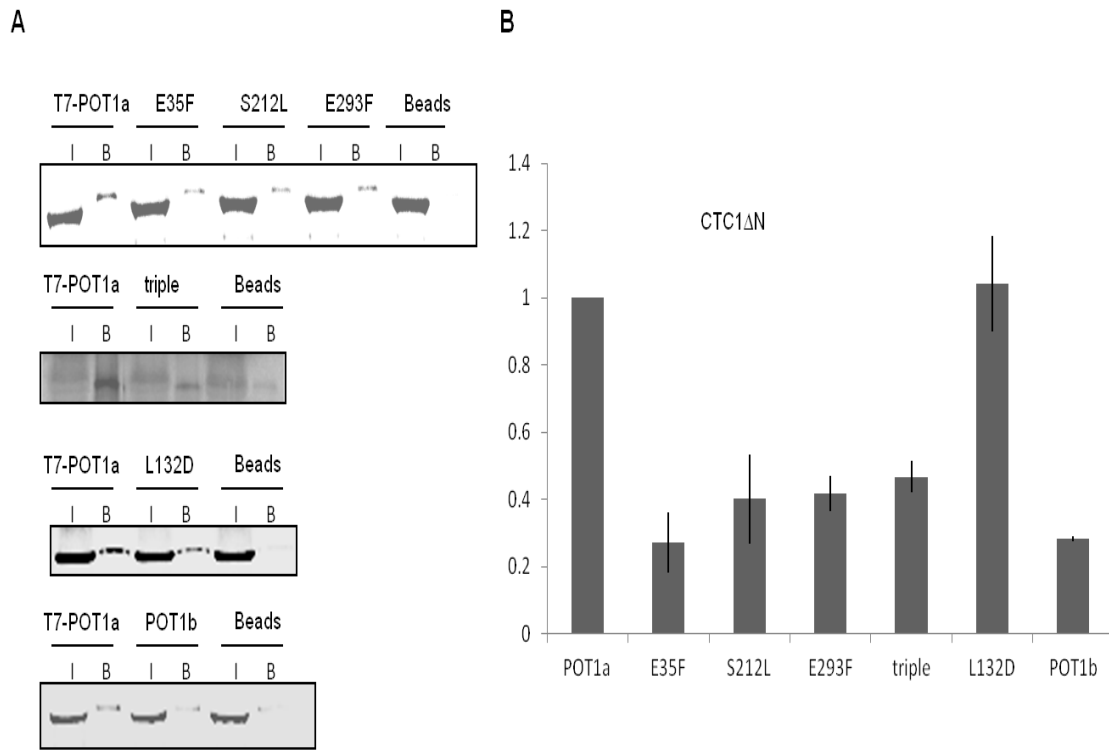 A
T7-POT1a E35F S212L E293F Beads
I B I B I B I B I B
T7-POT1a triple Beads
I B I B I B
T7-POT1a L132D Beads
I B I B I B
T7-POT1a POT1b Beads
I B I B I B
B
CTC1ΔN
1.4
1.2
1
0.8
0.6
0.4
0.2
0
POT1a E35F S212L E293F triple L132D POT1b